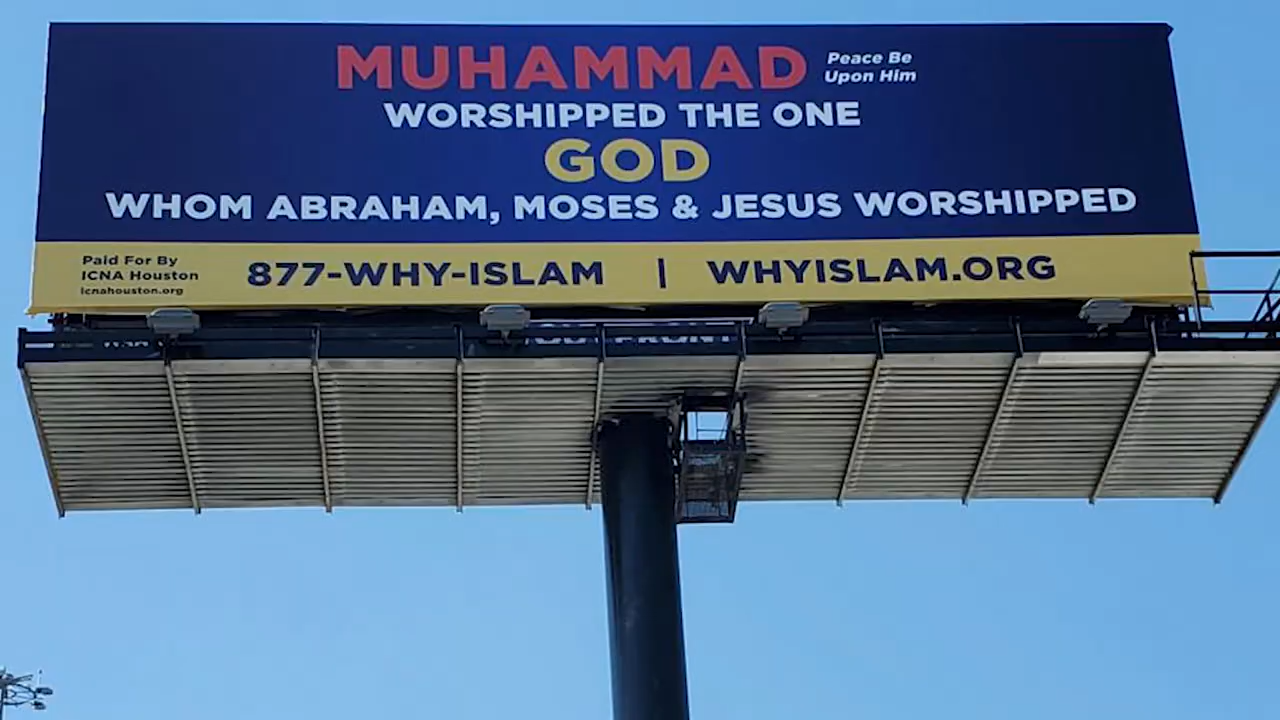 MUHAMMAD
Peace Be
Upon Him
WORSHIPPED THE ONE
GOD
WHOM ABRAHAM, MOSES & JESUS WORSHIPPED
Paid For By
ICNA Houston
icnahouston.org
877-WHY-ISLAM | WHYISLAM.ORG